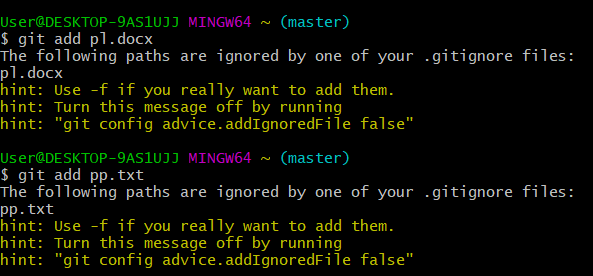 User@DESKTOP-9AS1UJJ MINGW64 ~ (master)
$ git add pl.docx
The following paths are ignored by one of your .gitignore files:
pl.docx
hint: Use -f if you really want to add them.
hint: Turn this message off by running
hint: "git config advice.addIgnoredFile false"
User@DESKTOP-9AS1UJJ MINGW64 ~ (master)
$ git add pp.txt
The following paths are ignored by one of your .gitignore files:
pp.txt
hint: Use -f if you really want to add them.
hint: Turn this message off by running
hint: "git config advice.addIgnoredFile false"